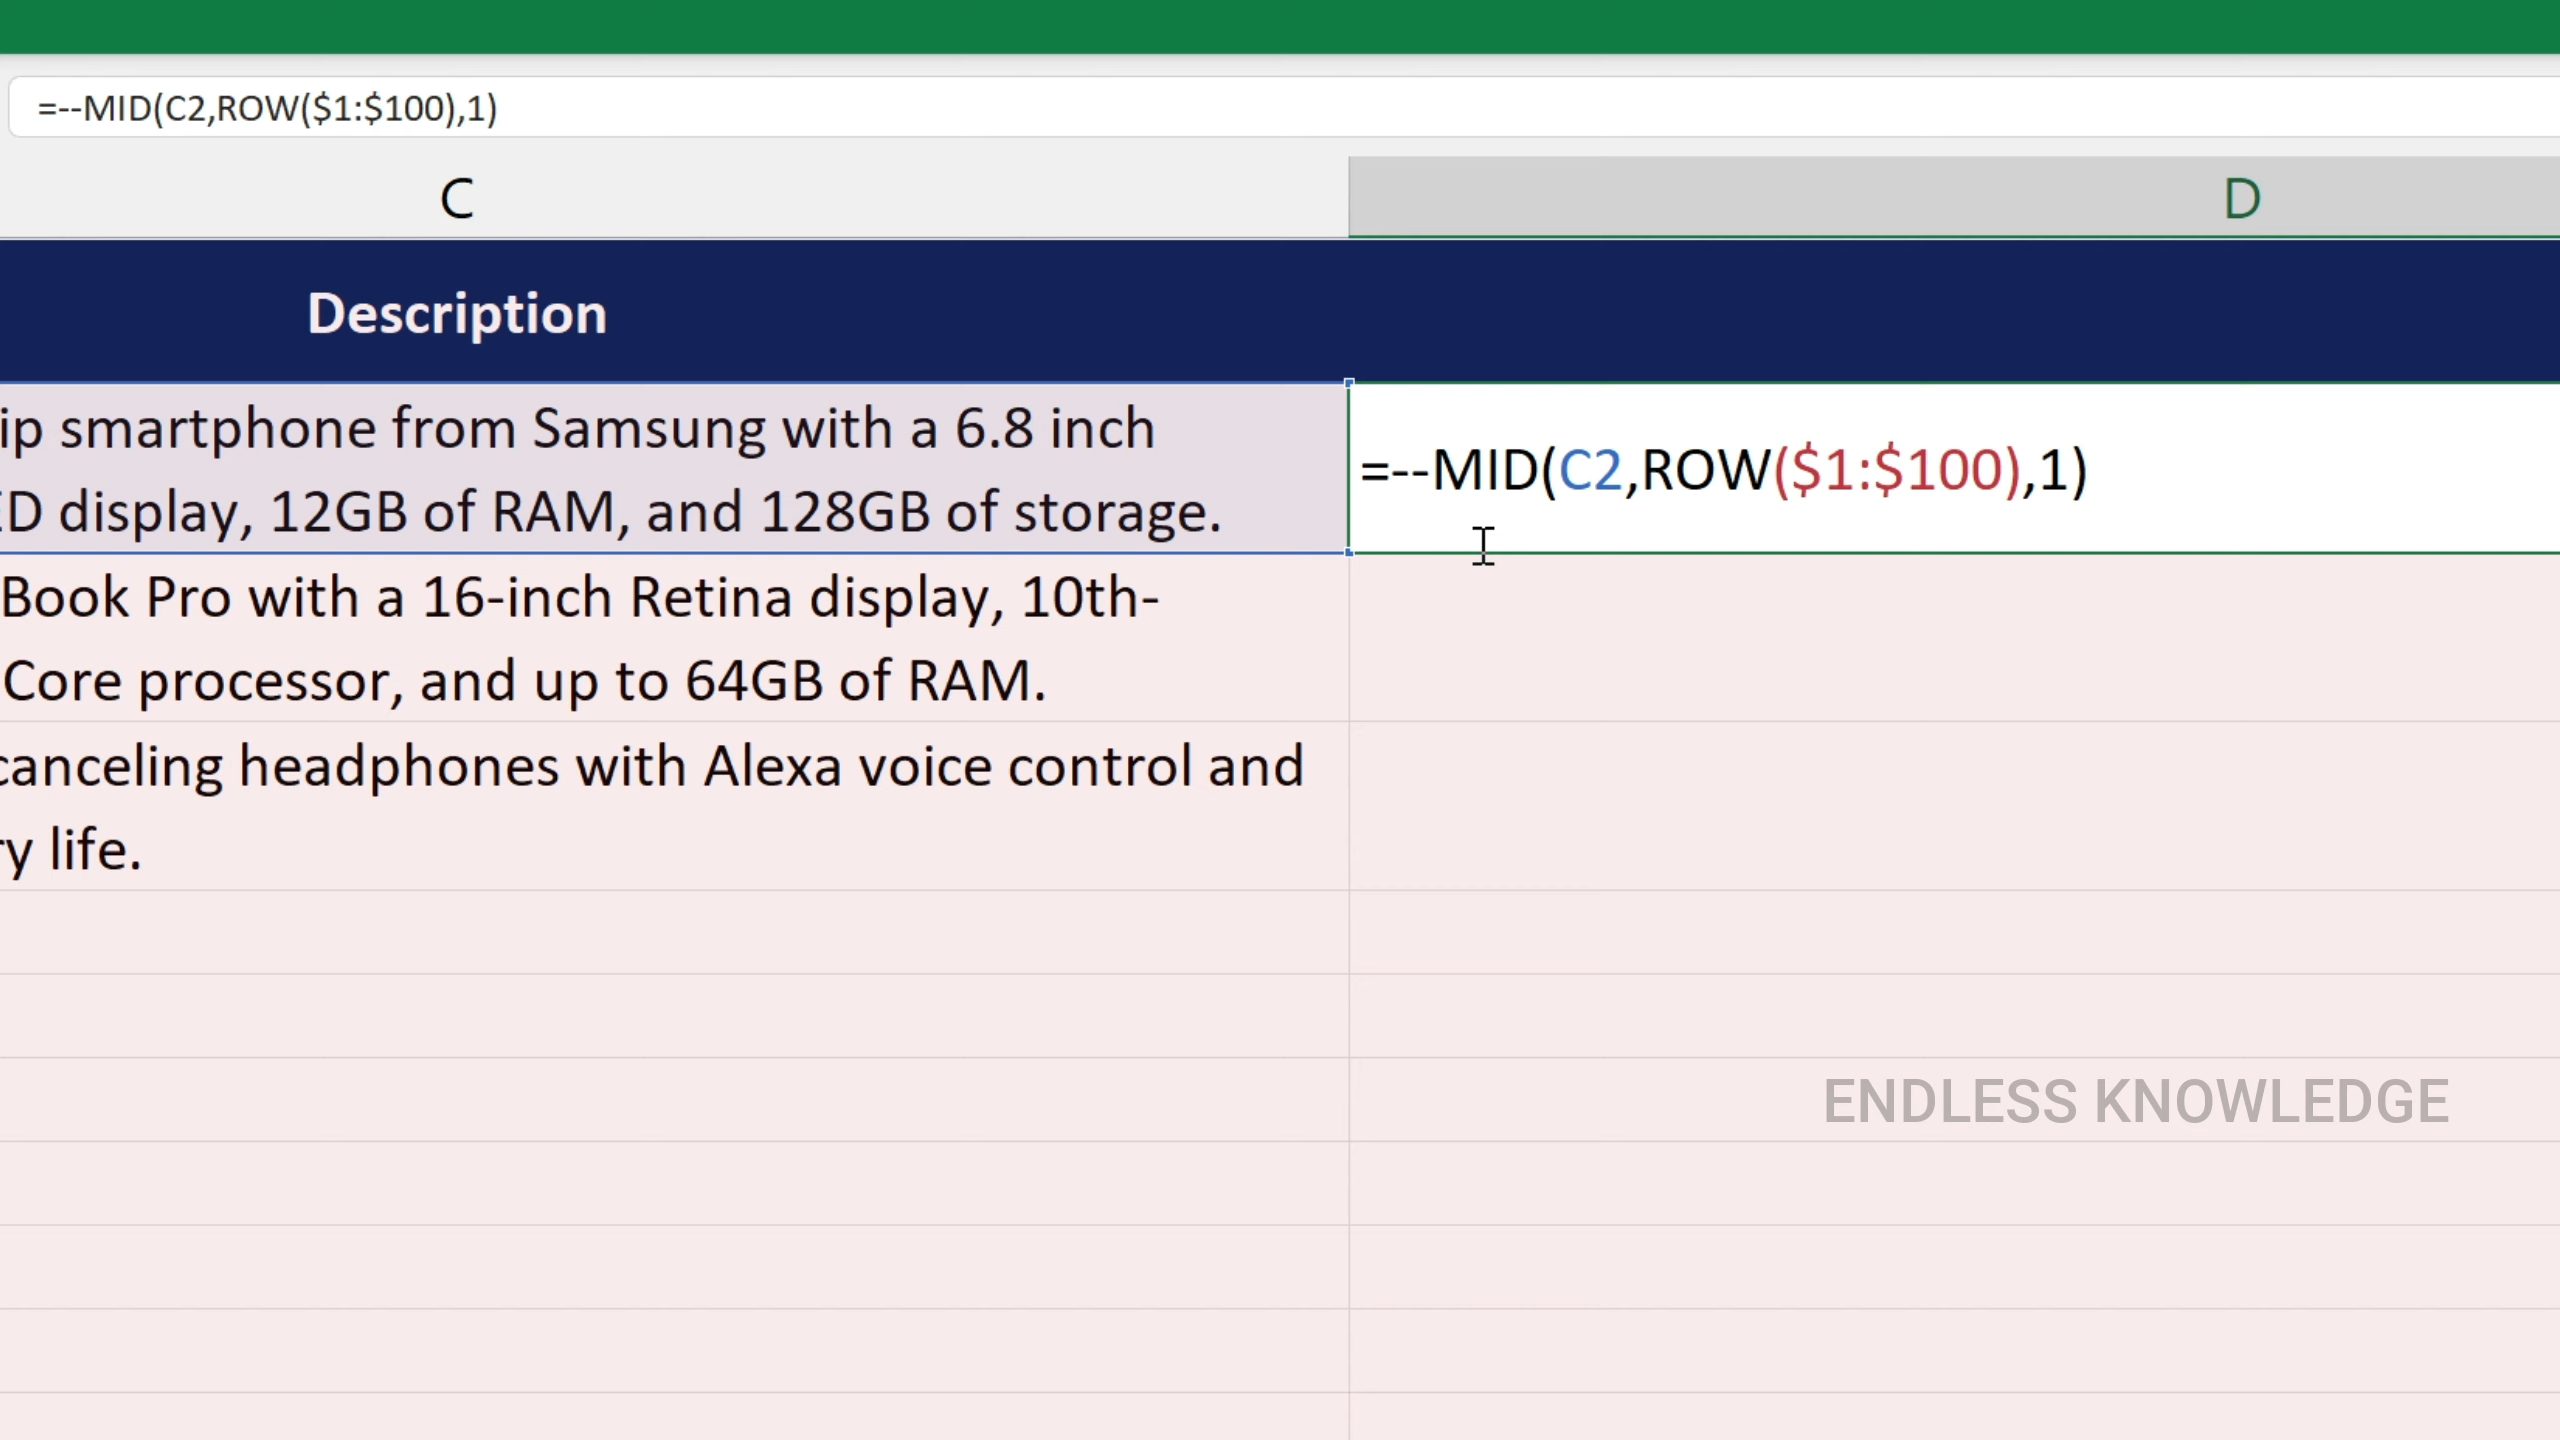 =--MID(C2,ROW($1:$100),1)
C
D
Description
smartphone from Samsung with a 6.8 inch
display, 12GB of RAM, and 128GB of storage.
=--MID(C2,ROW($1:$100),1)
Book Pro with a 16-inch Retina display, 10th-
Core processor, and up to 64GB of RAM.
canceling headphones with Alexa voice control and
life.
ENDLESS KNOWLEDGE